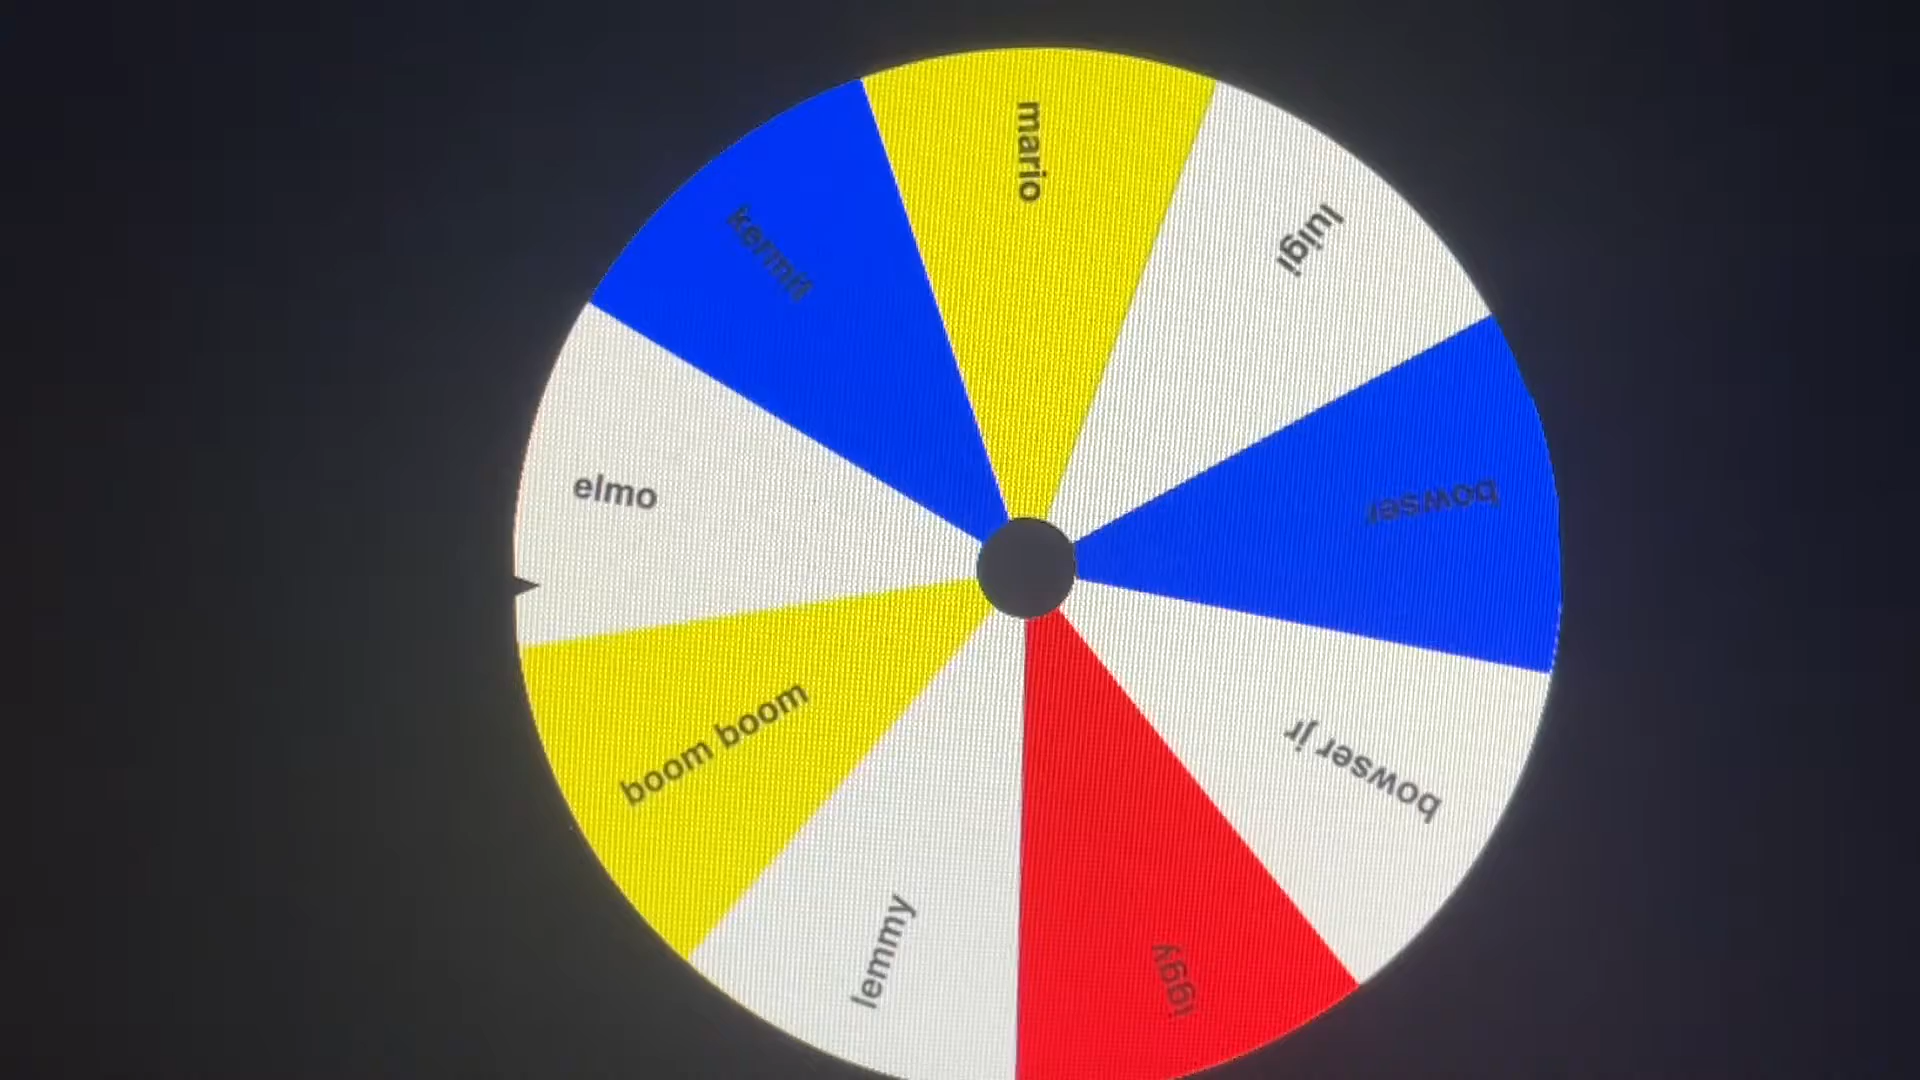 mario
luigi
bowser
bowser jr
iggy
lemmy
boom boom
elmo
kermit